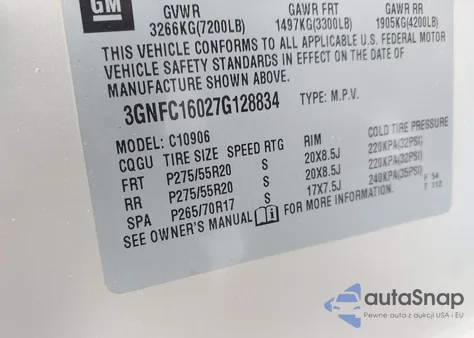 GM
GVWR GAWR FRT GAWR RR
3266KG(7200LB) 1497KG(3300LB) 1905KG(4200LB)
THIS VEHICLE CONFORMS TO ALL APPLICABLE U.S. FEDERAL MOTOR
VEHICLE SAFETY STANDARDS IN EFFECT ON THE DATE OF
MANUFACTURE SHOWN ABOVE.
3GNFC16027G128834 TYPE: M.P.V.
MODEL: C10906
CQGU TIRE SIZE SPEED RTG RIM COLD TIRE PRESSURE
FRT P275/55R20 S 20X8.5J 220KPA(32PSI)
RR P275/55R20 S 20X8.5J 220KPA(32PSI)
SPA P265/70R17 S 17X7.5J 240KPA(35PSI)
SEE OWNER'S MANUAL FOR MORE INFORMATION.
F 54
T 112
autoSnap
Pewne auta z aukcji USA i EU